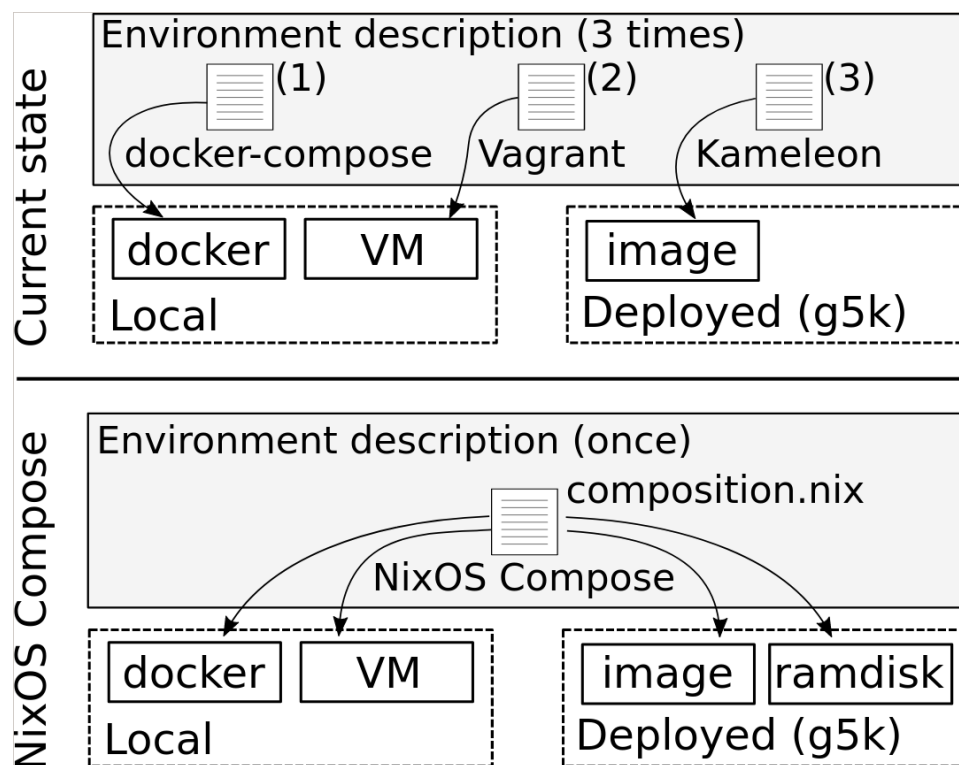 Current state
Environment description (3 times)
(1)
(2)
(3)
docker-compose
Vagrant
Kameleon
docker
VM
image
Local
Deployed (g5k)
NixOS Compose
Environment description (once)
composition.nix
NixOS Compose
docker
VM
image
ramdisk
Local
Deployed (g5k)